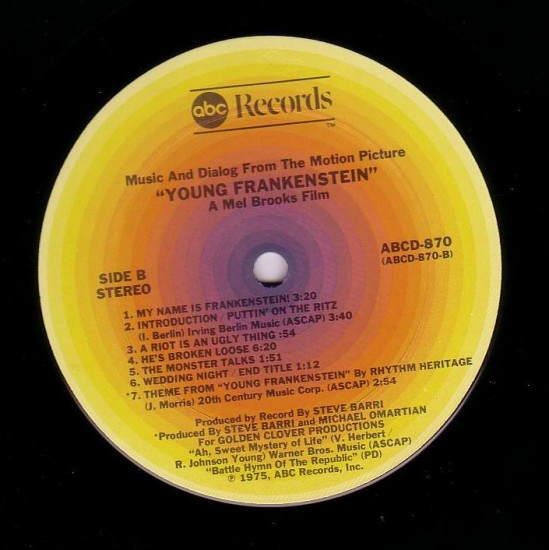 abc Records
TM
Music And Dialog From The Motion Picture
"YOUNG FRANKENSTEIN"
A Mel Brooks Film
ABCD-870
(ABCD-870-B)
SIDE B
STEREO
1. MY NAME IS FRANKENSTEIN! 3:20
2. INTRODUCTION / PUTTIN' ON THE RITZ
(I. Berlin) Irving Berlin Music (ASCAP) 3:40
3. A RIOT IS AN UGLY THING :54
4. HE'S BROKEN LOOSE 6:20
5. THE MONSTER TALKS 1:51
6. WEDDING NIGHT / END TITLE 1:12
*7. THEME FROM "YOUNG FRANKENSTEIN" By RHYTHM HERITAGE
(J. Morris) 20th Century Music Corp. (ASCAP) 2:54
Produced by Record By STEVE BARRI
*Produced By STEVE BARRI and MICHAEL OMARTIAN
For GOLDEN CLOVER PRODUCTIONS
"Ah, Sweet Mystery of Life" (V. Herbert /
R. Johnson Young) Warner Bros. Music (ASCAP)
"Battle Hymn Of The Republic" (PD)
℗ 1975, ABC Records, Inc.